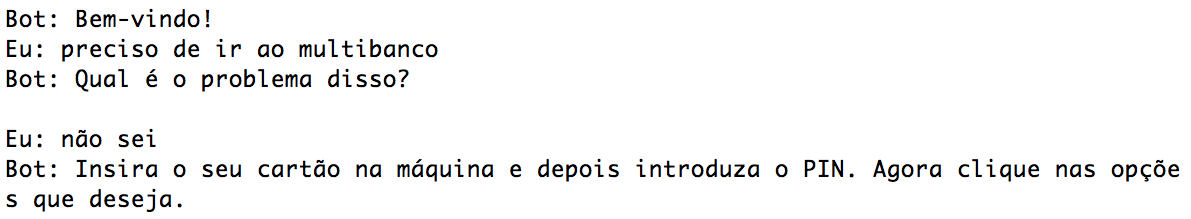 Bot: Bem-vindo!
Eu: preciso de ir ao multibanco
Bot: Qual é o problema disso?
Eu: não sei
Bot: Insira o seu cartão na máquina e depois introduza o PIN. Agora clique nas opçõe
s que deseja.